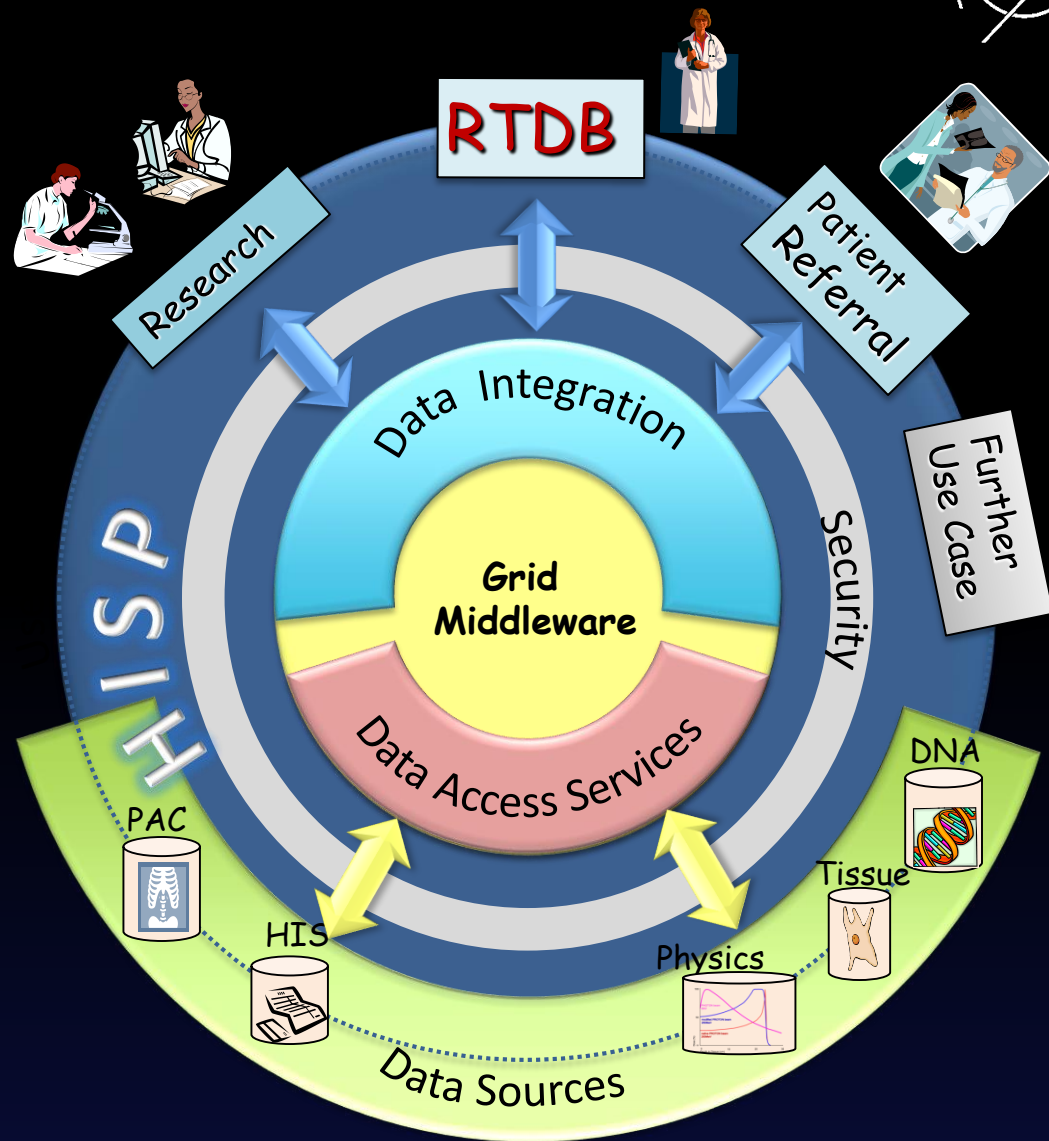 RTDB
Research
Patient
Referral
Further
Use Case
Data Integration
Security
HISP
Grid
Middleware
Data Access Services
DNA
PAC
Tissue
HIS
Physics
Data Sources